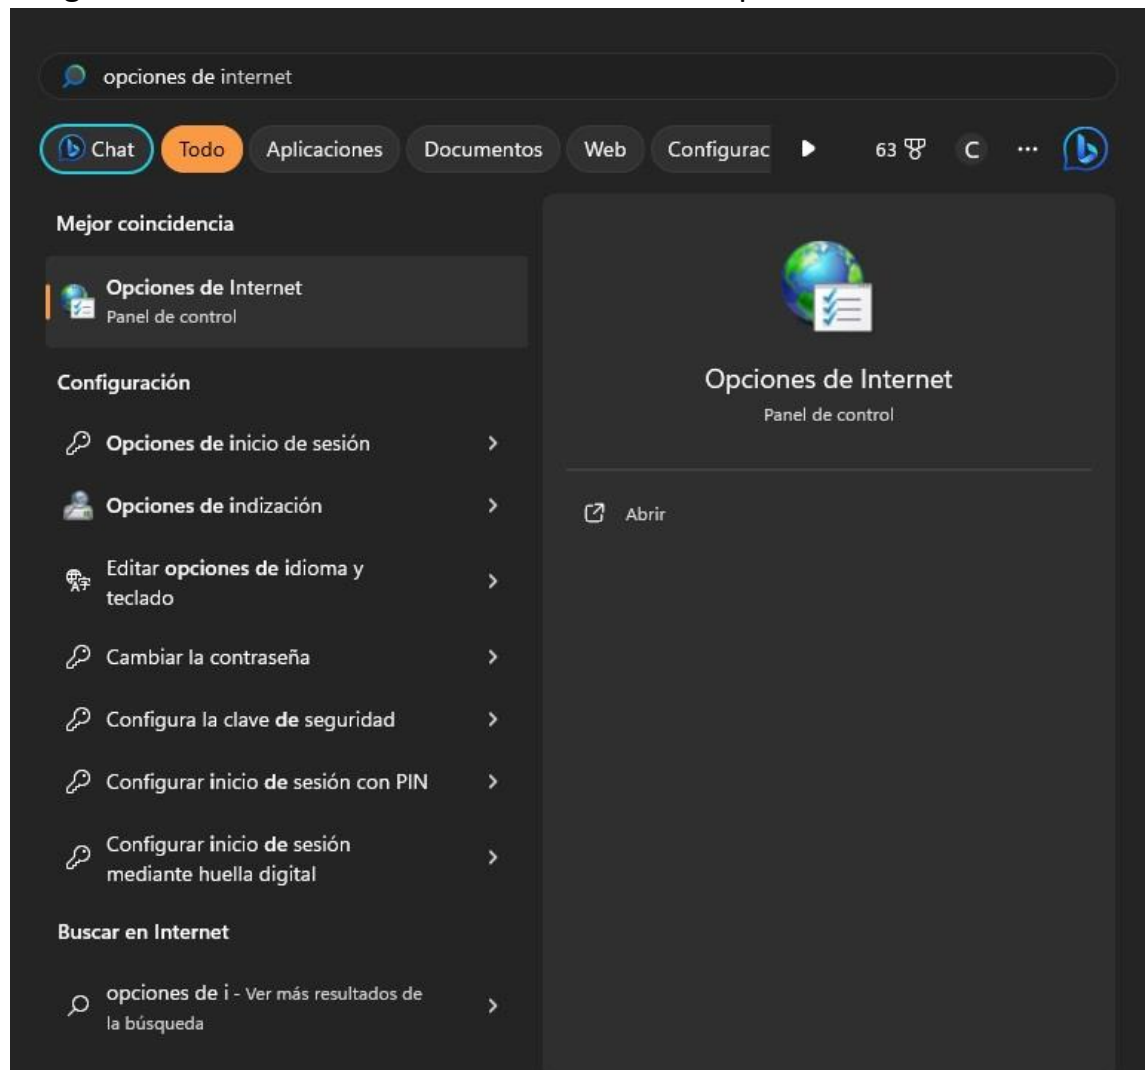 opciones de internet
Chat
Todo
Aplicaciones
Documentos
Web
Configurac
63
C
...
Mejor coincidencia
Opciones de Internet
Panel de control
Configuración
Opciones de inicio de sesión
Opciones de indización
Editar opciones de idioma y
teclado
Cambiar la contraseña
Configura la clave de seguridad
Configurar inicio de sesión con PIN
Configurar inicio de sesión
mediante huella digital
Buscar en Internet
opciones de i - Ver más resultados de
la búsqueda
Opciones de Internet
Panel de control
Abrir